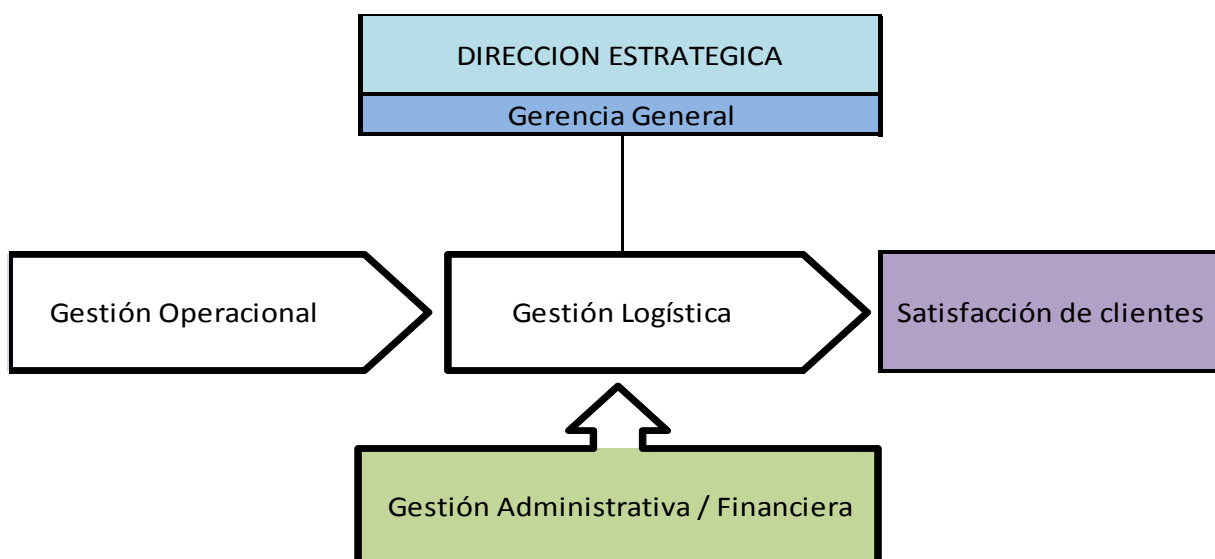 DIRECCION ESTRATEGICA
Gerencia General
Gestión Operacional
Gestión Logística
Satisfacción de clientes
Gestión Administrativa / Financiera